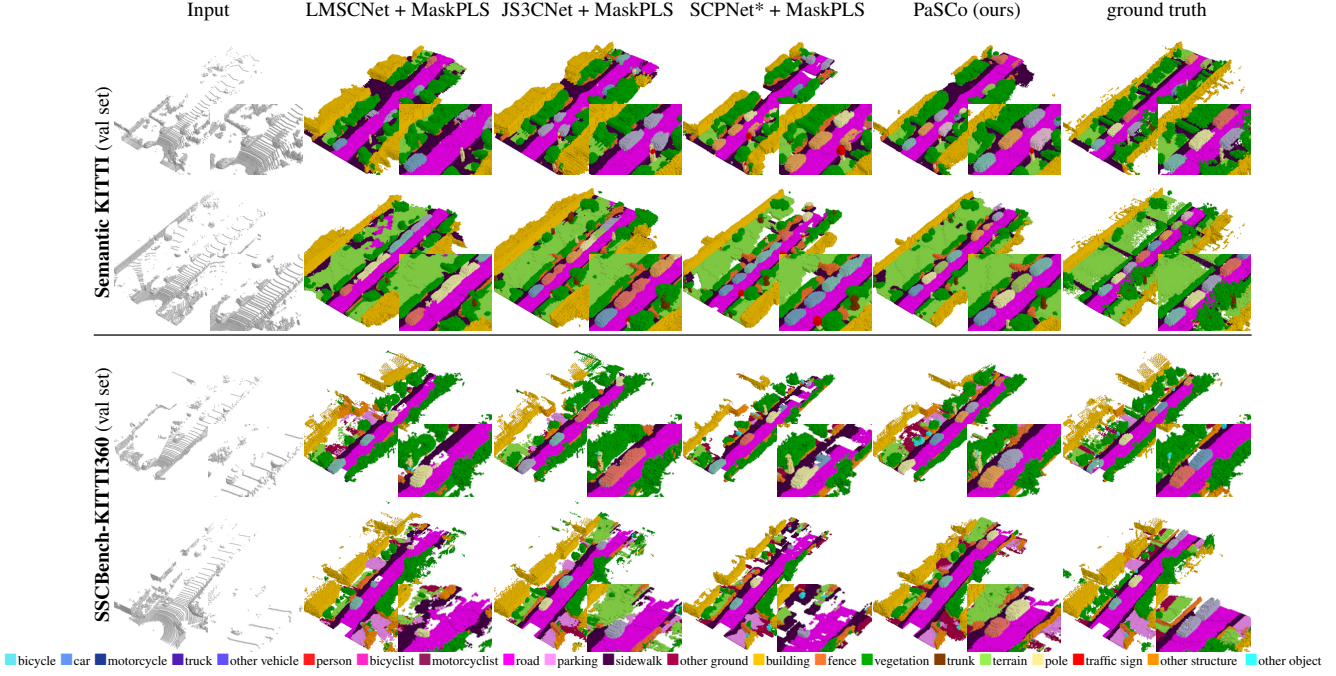 Input LMSCNet + MaskPLS JS3CNet + MaskPLS SCPNet* + MaskPLS PaSCo (ours) ground truth
Semantic KITTI (val set)
SSCBench-KITTI360 (val set)
bicycle car motorcycle truck other vehicle person bicyclist motorcyclist road parking sidewalk other ground building fence vegetation trunk terrain pole traffic sign other structure other object